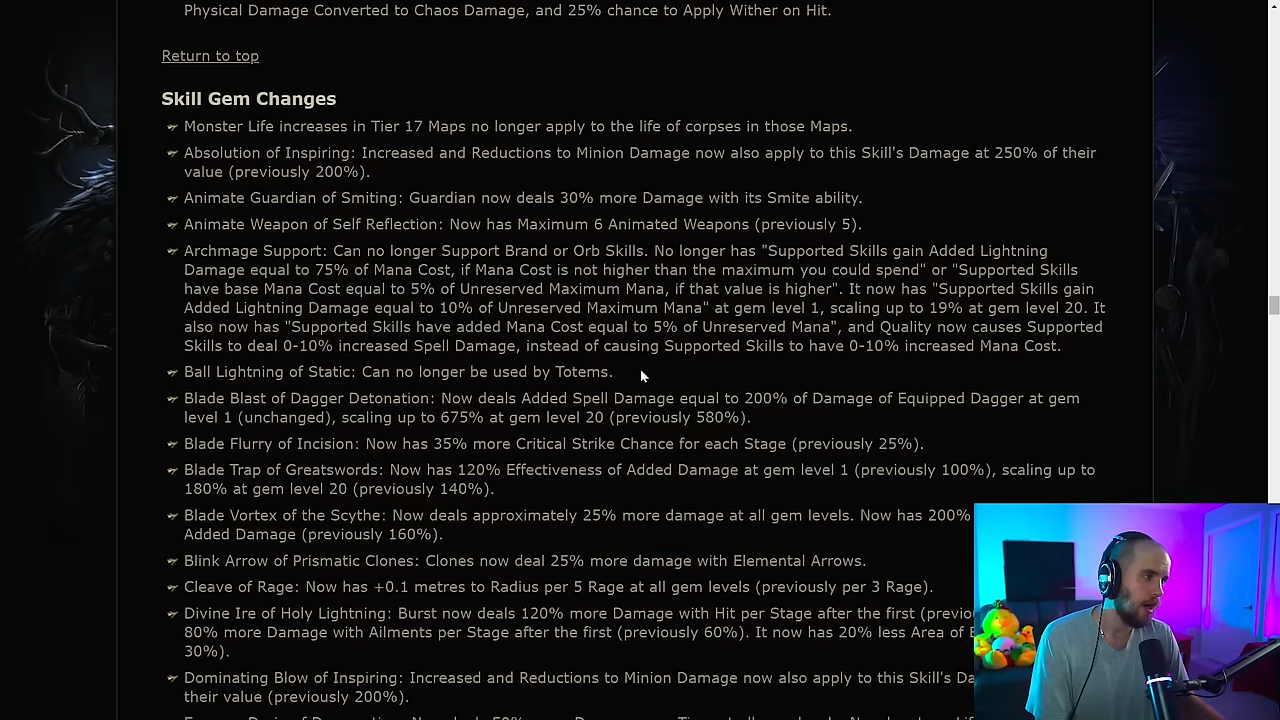 Physical Damage Converted to Chaos Damage, and 25% chance to Apply Wither on Hit.
Return to top
Skill Gem Changes
Monster Life increases in Tier 17 Maps no longer apply to the life of corpses in those Maps.
Absolution of Inspiring: Increased and Reductions to Minion Damage now also apply to this Skill's Damage at 250% of their
value (previously 200%).
Animate Guardian of Smiting: Guardian now deals 30% more Damage with its Smite ability.
Animate Weapon of Self Reflection: Now has Maximum 6 Animated Weapons (previously 5).
Archmage Support: Can no longer Support Brand or Orb Skills. No longer has "Supported Skills gain Added Lightning
Damage equal to 75% of Mana Cost, if Mana Cost is not higher than the maximum you could spend" or "Supported Skills
have base Mana Cost equal to 5% of Unreserved Maximum Mana, if that value is higher". It now has "Supported Skills gain
Added Lightning Damage equal to 10% of Unreserved Maximum Mana" at gem level 1, scaling up to 19% at gem level 20. It
also now has "Supported Skills have added Mana Cost equal to 5% of Unreserved Mana", and Quality now causes Supported
Skills to deal 0-10% increased Spell Damage, instead of causing Supported Skills to have 0-10% increased Mana Cost.
Ball Lightning of Static: Can no longer be used by Totems.
Blade Blast of Dagger Detonation: Now deals Added Spell Damage equal to 200% of Damage of Equipped Dagger at gem
level 1 (unchanged), scaling up to 675% at gem level 20 (previously 580%).
Blade Flurry of Incision: Now has 35% more Critical Strike Chance for each Stage (previously 25%).
Blade Trap of Greatswords: Now has 120% Effectiveness of Added Damage at gem level 1 (previously 100%), scaling up to
180% at gem level 20 (previously 140%).
Blade Vortex of the Scythe: Now deals approximately 25% more damage at all gem levels. Now has 200%
Added Damage (previously 160%).
Blink Arrow of Prismatic Clones: Clones now deal 25% more damage with Elemental Arrows.
Cleave of Rage: Now has +0.1 metres to Radius per 5 Rage at all gem levels (previously per 3 Rage).
Divine Ire of Holy Lightning: Burst now deals 120% more Damage with Hit per Stage after the first
80% more Damage with Ailments per Stage after the first (previously 60%). It now has 20% less Area of
30%).
Dominating Blow of Inspiring: Increased and Reductions to Minion Damage now also apply to this Skill's
their value (previously 200%).